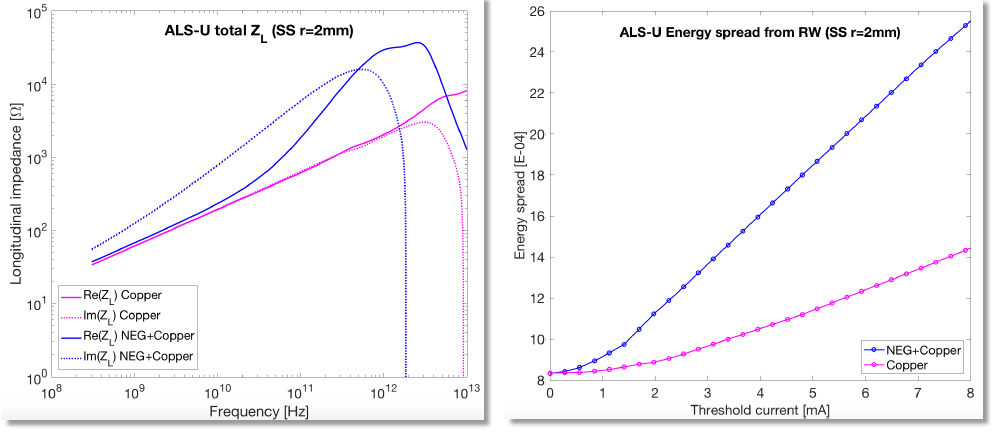 ALS-U total Z_L (SS r=2mm)
Longitudinal impedance [Ω]
10^5
10^4
10^3
10^2
10^1
10^0
Re(Z_L) Copper
Im(Z_L) Copper
Re(Z_L) NEG+Copper
Im(Z_L) NEG+Copper
10^8 10^9 10^10 10^11 10^12 10^13
Frequency [Hz]
ALS-U Energy spread from RW (SS r=2mm)
Energy spread [E-04]
26
24
22
20
18
16
14
12
10
8
NEG+Copper
Copper
0 1 2 3 4 5 6 7 8
Threshold current [mA]